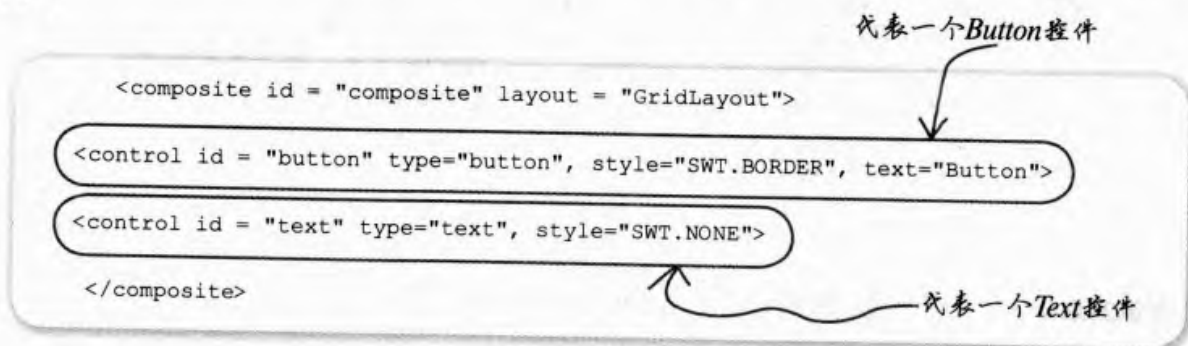 代表一个Button控件
<composite id = "composite" layout = "GridLayout">
<control id = "button" type="button", style="SWT.BORDER", text="Button">
<control id = "text" type="text", style="SWT.NONE">
</composite>
代表一个Text控件